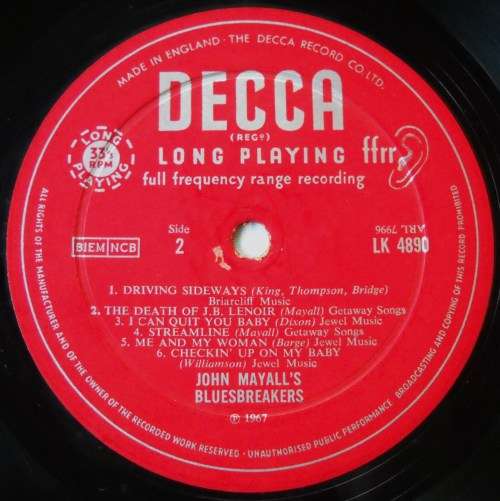 MADE IN ENGLAND · THE DECCA RECORD CO. LTD.
DECCA
(REGD)
LONG PLAYING
33⅓
RPM
LONG PLAYING ffrr
full frequency range recording
BIEM NCB
Side
2
ARL 7996
LK 4890
1. DRIVING SIDEWAYS (King, Thompson, Bridge)
Briarcliff Music
2. THE DEATH OF J.B. LENOIR (Mayall) Getaway Songs
3. I CAN QUIT YOU BABY (Dixon) Jewel Music
4. STREAMLINE (Mayall) Getaway Songs
5. ME AND MY WOMAN (Barge) Jewel Music
6. CHECKIN' UP ON MY BABY
(Williamson) Jewel Music
JOHN MAYALL'S
BLUESBREAKERS
℗ 1967
ALL RIGHTS OF THE MANUFACTURER AND OF THE OWNER OF THE RECORDED WORK RESERVED · UNAUTHORISED PUBLIC PERFORMANCE BROADCASTING AND COPYING OF THIS RECORD PROHIBITED